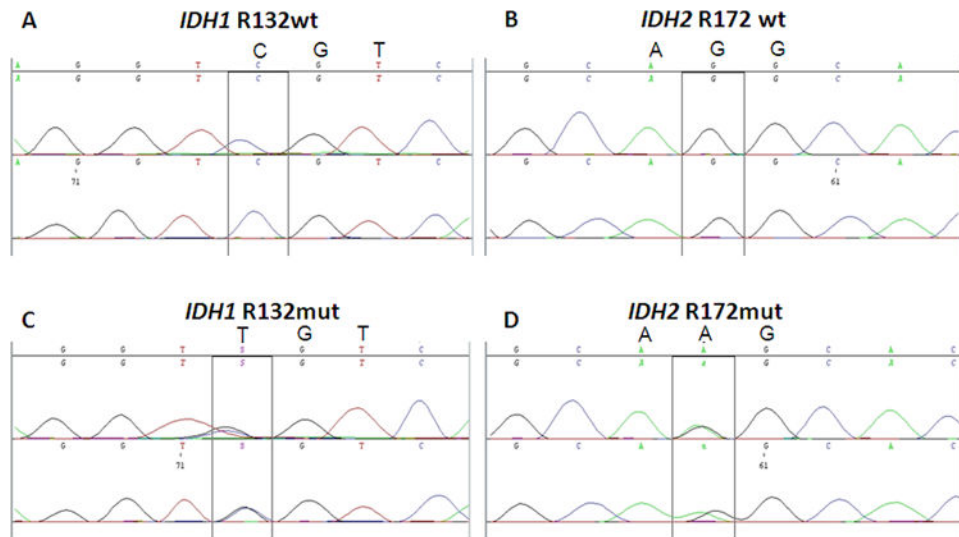 A
IDH1 R132wt
C G T
A G G T C G T C
A G G T C G T C
A G G T C G T C
71
B
IDH2 R172 wt
A G G
G C A G G C A
G C A G G C A
G C A G G C A
61
C
IDH1 R132mut
T G T
G G T S G T C
G G T S G T C
G G T S G T C
71
D
IDH2 R172mut
A A G
G C A A G C A C
G C A a G C A C
G C A a G C A C
61